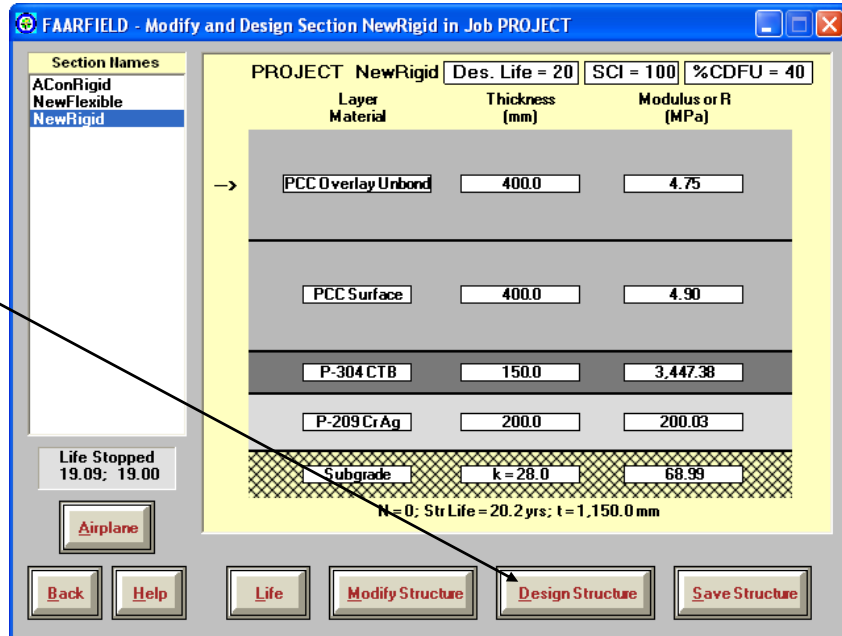 FAARFIELD - Modify and Design Section NewRigid in Job PROJECT
Section Names
AConRigid
NewFlexible
NewRigid
PROJECT NewRigid Des. Life = 20 SCI = 100 %CDFU = 40
Layer Material Thickness (mm) Modulus or R (MPa)
--> PCC Overlay Unbond 400.0 4.75
PCC Surface 400.0 4.90
P-304 CTB 150.0 3,447.38
P-209 Cr Ag 200.0 200.03
Subgrade k = 28.0 68.99
N = 0; Str Life = 20.2 yrs; t = 1,150.0 mm
Life Stopped
19.09; 19.00
Airplane
Back Help Life Modify Structure Design Structure Save Structure